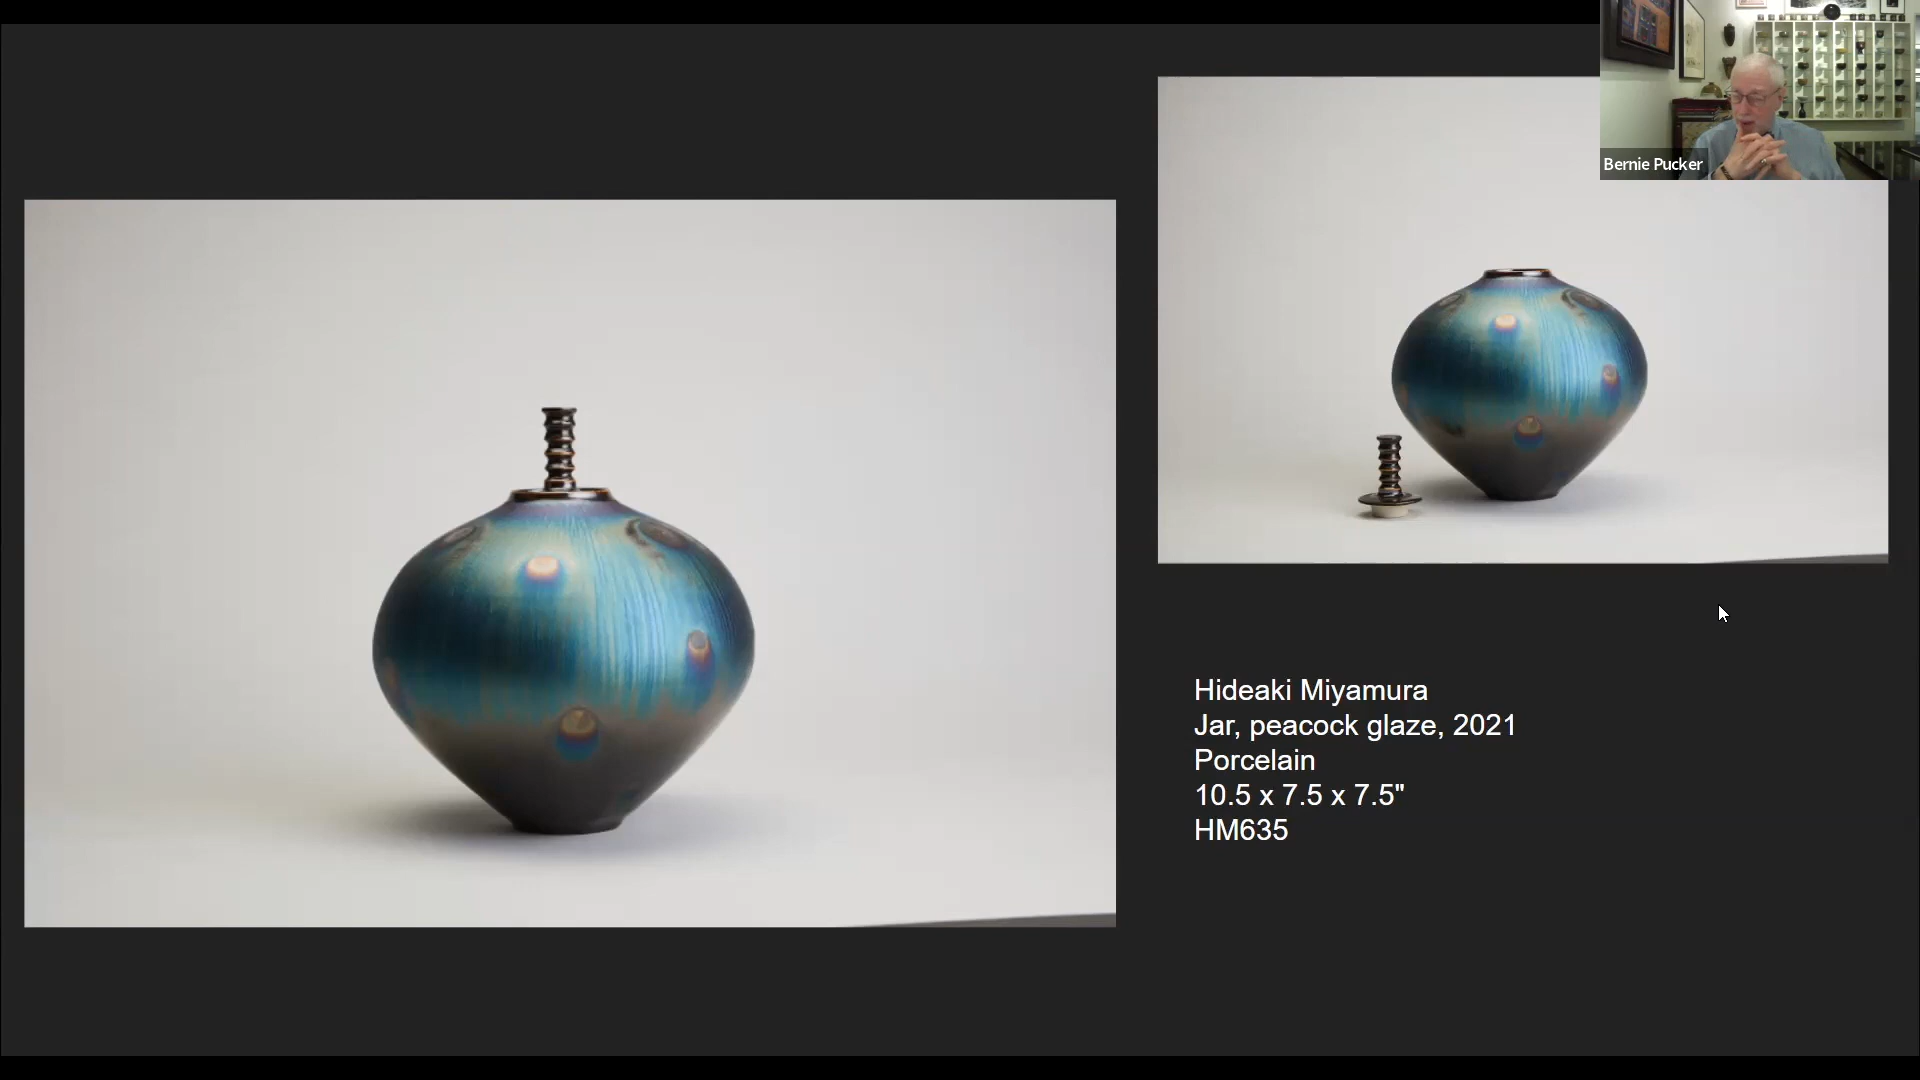 Bernie Pucker
Hideaki Miyamura
Jar, peacock glaze, 2021
Porcelain
10.5 x 7.5 x 7.5"
HM635